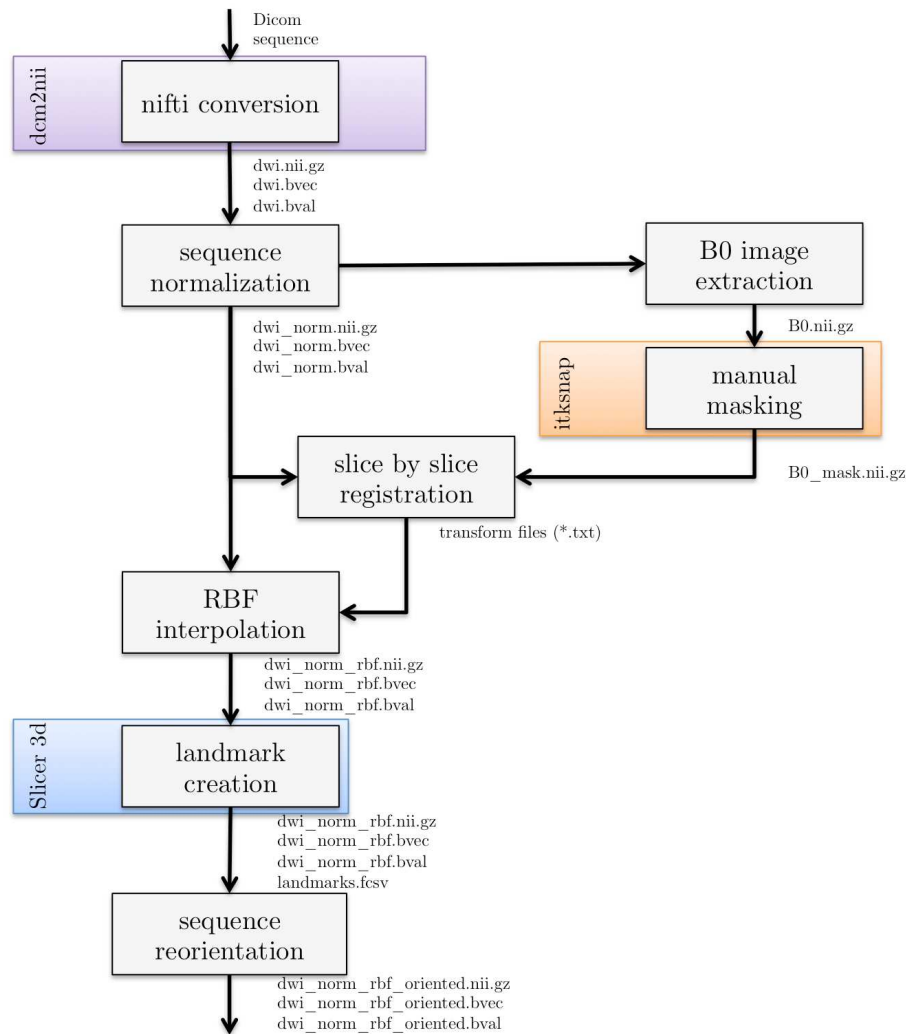 Dicom
sequence
dcm2nii
nifti conversion
dwi.nii.gz
dwi.bvec
dwi.bval
sequence
normalization
B0 image
extraction
dwi_norm.nii.gz
dwi_norm.bvec
dwi_norm.bval
B0.nii.gz
itksnap
manual
masking
slice by slice
registration
B0_mask.nii.gz
transform files (*.txt)
RBF
interpolation
dwi_norm_rbf.nii.gz
dwi_norm_rbf.bvec
dwi_norm_rbf.bval
Slicer 3d
landmark
creation
dwi_norm_rbf.nii.gz
dwi_norm_rbf.bvec
dwi_norm_rbf.bval
landmarks.fcsv
sequence
reorientation
dwi_norm_rbf_oriented.nii.gz
dwi_norm_rbf_oriented.bvec
dwi_norm_rbf_oriented.bval